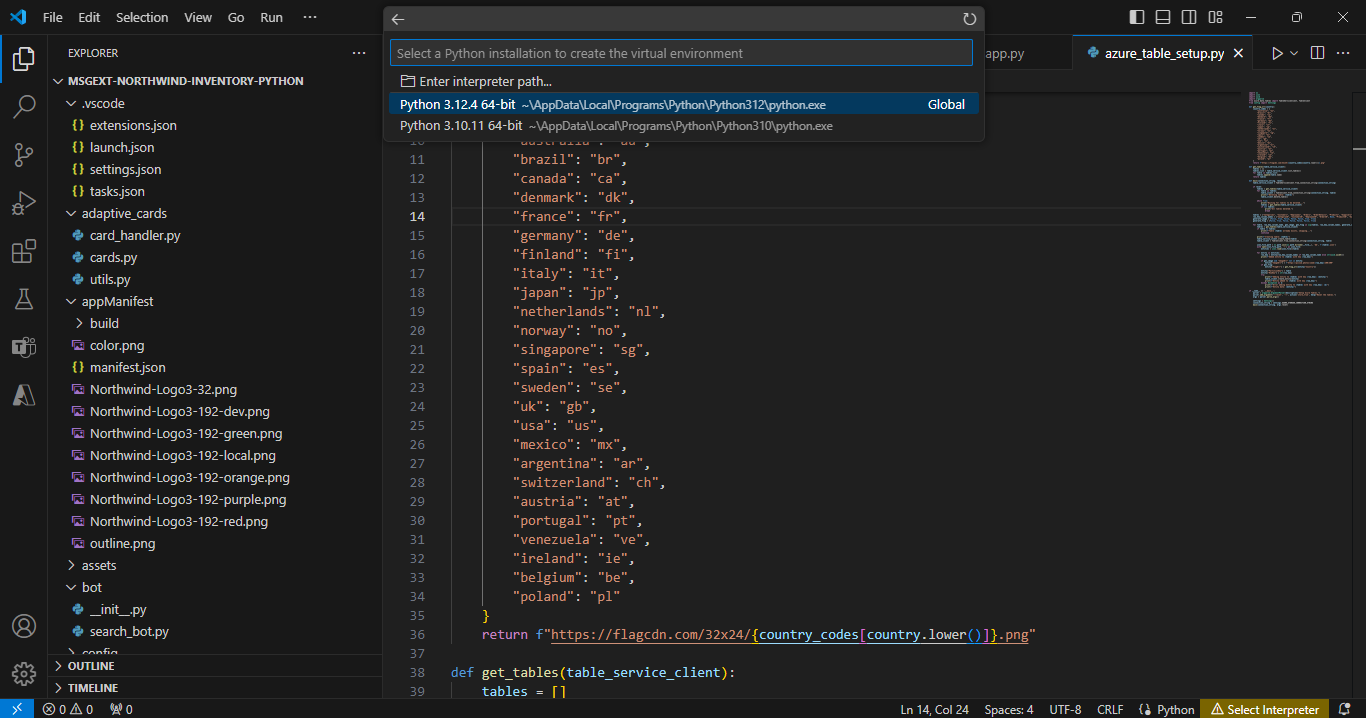 File Edit Selection View Go Run ···
Select a Python installation to create the virtual environment
Enter interpreter path...
Python 3.12.4 64-bit ~\AppData\Local\Programs\Python\Python312\python.exe Global
Python 3.10.11 64-bit ~\AppData\Local\Programs\Python\Python310\python.exe
app.py
azure_table_setup.py
EXPLORER
MSGEXT-NORTHWIND-INVENTORY-PYTHON
.vscode
extensions.json
launch.json
settings.json
tasks.json
adaptive_cards
card_handler.py
cards.py
utils.py
appManifest
build
color.png
manifest.json
Northwind-Logo3-32.png
Northwind-Logo3-192-dev.png
Northwind-Logo3-192-green.png
Northwind-Logo3-192-local.png
Northwind-Logo3-192-orange.png
Northwind-Logo3-192-purple.png
Northwind-Logo3-192-red.png
outline.png
assets
bot
__init__.py
search_bot.py
config
OUTLINE
TIMELINE
10 "australia": "au",
11 "brazil": "br",
12 "canada": "ca",
13 "denmark": "dk",
14 "france": "fr",
15 "germany": "de",
16 "finland": "fi",
17 "italy": "it",
18 "japan": "jp",
19 "netherlands": "nl",
20 "norway": "no",
21 "singapore": "sg",
22 "spain": "es",
23 "sweden": "se",
24 "uk": "gb",
25 "usa": "us",
26 "mexico": "mx",
27 "argentina": "ar",
28 "switzerland": "ch",
29 "austria": "at",
30 "portugal": "pt",
31 "venezuela": "ve",
32 "ireland": "ie",
33 "belgium": "be",
34 "poland": "pl"
35 }
36 return f"https://flagcdn.com/32x24/{country_codes[country.lower()]}.png"
37
38 def get_tables(table_service_client):
39 tables = []
0 0 0
Ln 14, Col 24 Spaces: 4 UTF-8 CRLF { } Python Select Interpreter